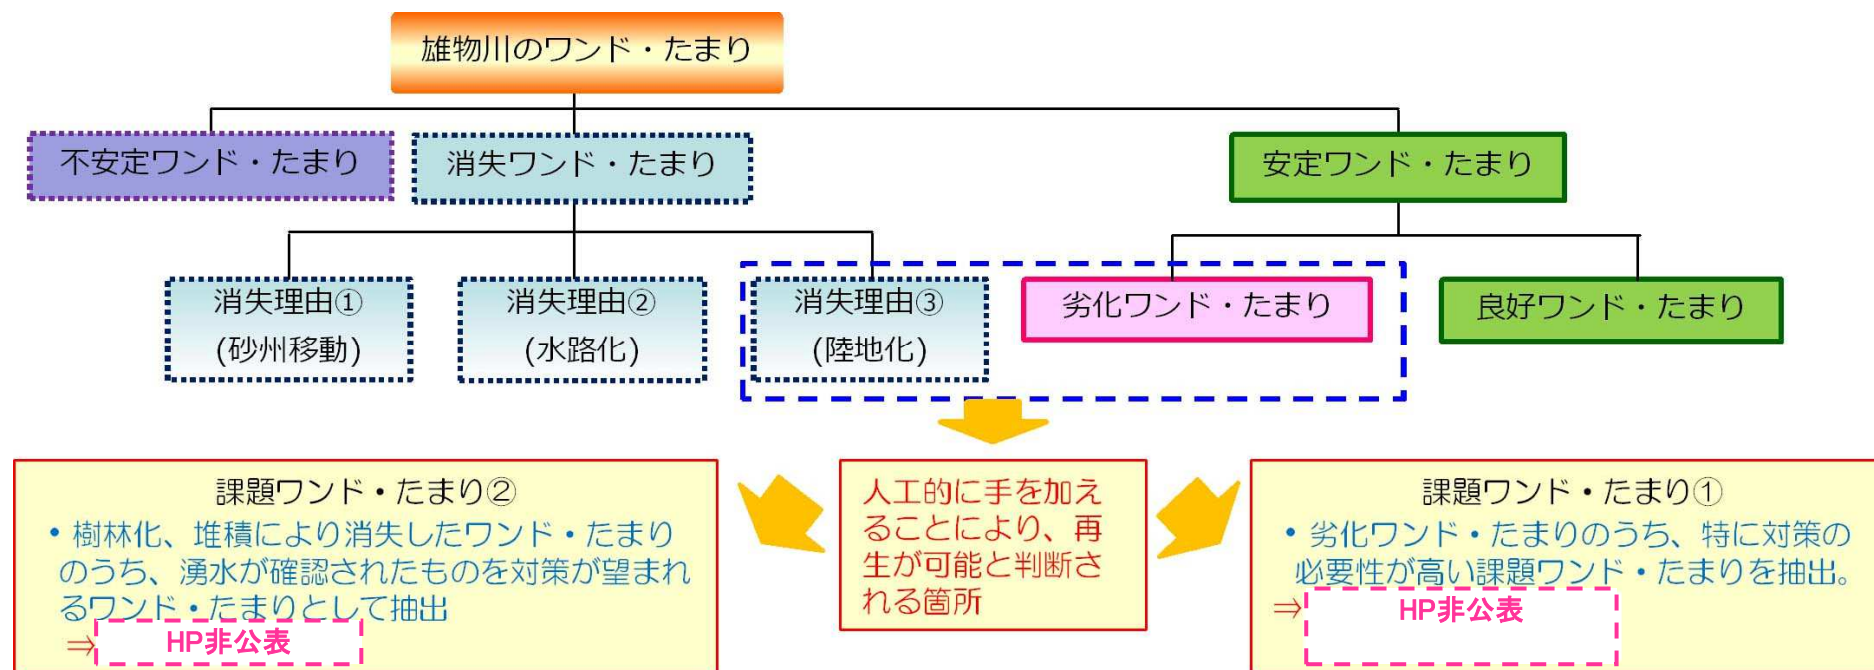 雄物川のワンド・たまり
不安定ワンド・たまり
消失ワンド・たまり
安定ワンド・たまり
消失理由①
(砂州移動)
消失理由②
(水路化)
消失理由③
(陸地化)
劣化ワンド・たまり
良好ワンド・たまり
課題ワンド・たまり②
・樹林化、堆積により消失したワンド・たまり
のうち、湧水が確認されたものを対策が望まれ
るワンド・たまりとして抽出
⇒ HP非公表
人工的に手を加え
ることにより、再
生が可能と判断さ
れる箇所
課題ワンド・たまり①
・劣化ワンド・たまりのうち、特に対策の
必要性が高い課題ワンド・たまりを抽出。
⇒ HP非公表